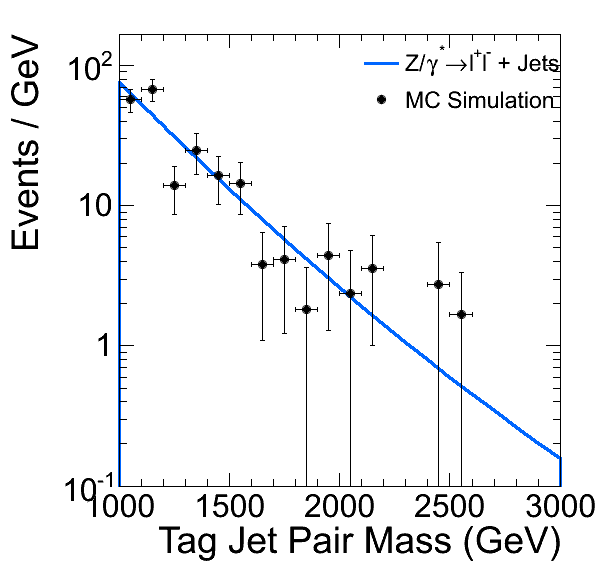 Events / GeV
10²
10
1
10⁻¹
Z/γ* →l⁺l⁻ + Jets
MC Simulation
1000 1500 2000 2500 3000
Tag Jet Pair Mass (GeV)